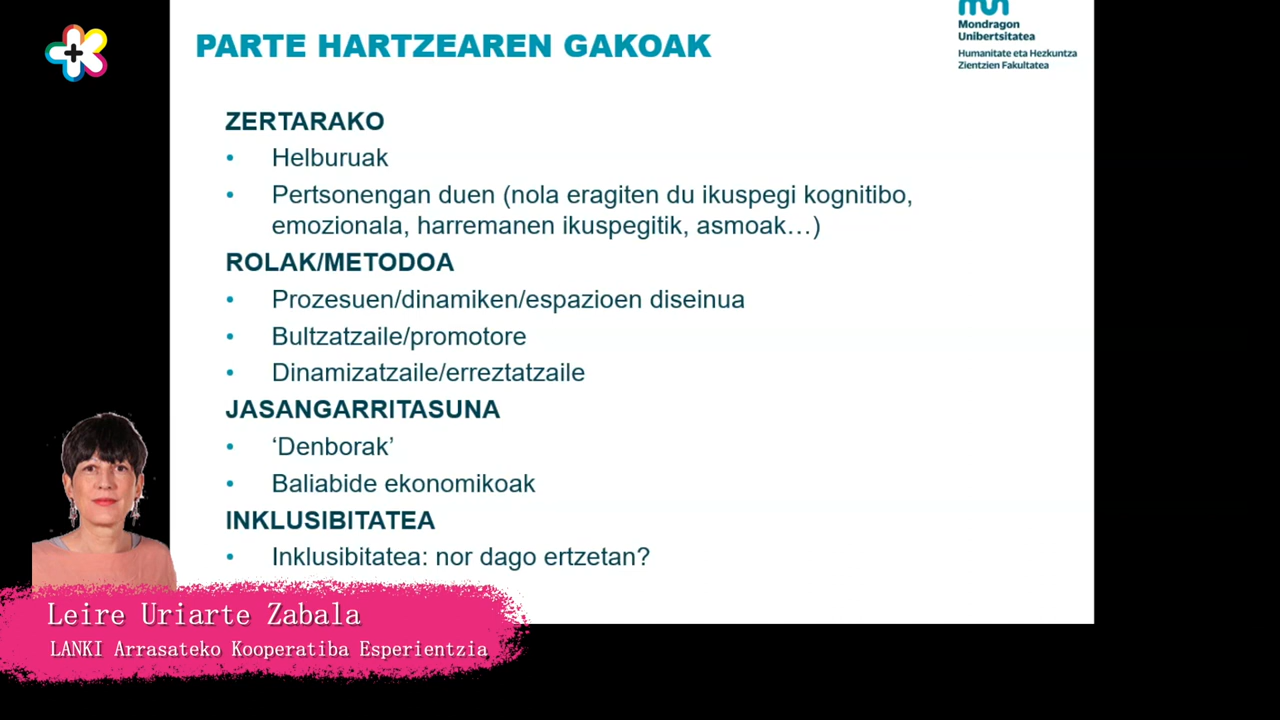 PARTE HARTZEAREN GAKOAK
Mondragon
Unibertsitatea
Humanitate eta Hezkuntza
Zientzien Fakultatea
ZERTARAKO
• Helburuak
• Pertsonengan duen (nola eragiten du ikuspegi kognitibo,
emozionala, harremanen ikuspegitik, asmoak…)
ROLAK/METODOA
• Prozesuen/dinamiken/espazioen diseinua
• Bultzatzaile/promotore
• Dinamizatzaile/erreztatzaile
JASANGARRITASUNA
• ‘Denborak’
• Baliabide ekonomikoak
INKLUSIBITATEA
• Inklusibitatea: nor dago ertzetan?
Leire Uriarte Zabala
LANKI Arrasateko Kooperatiba Esperientzia